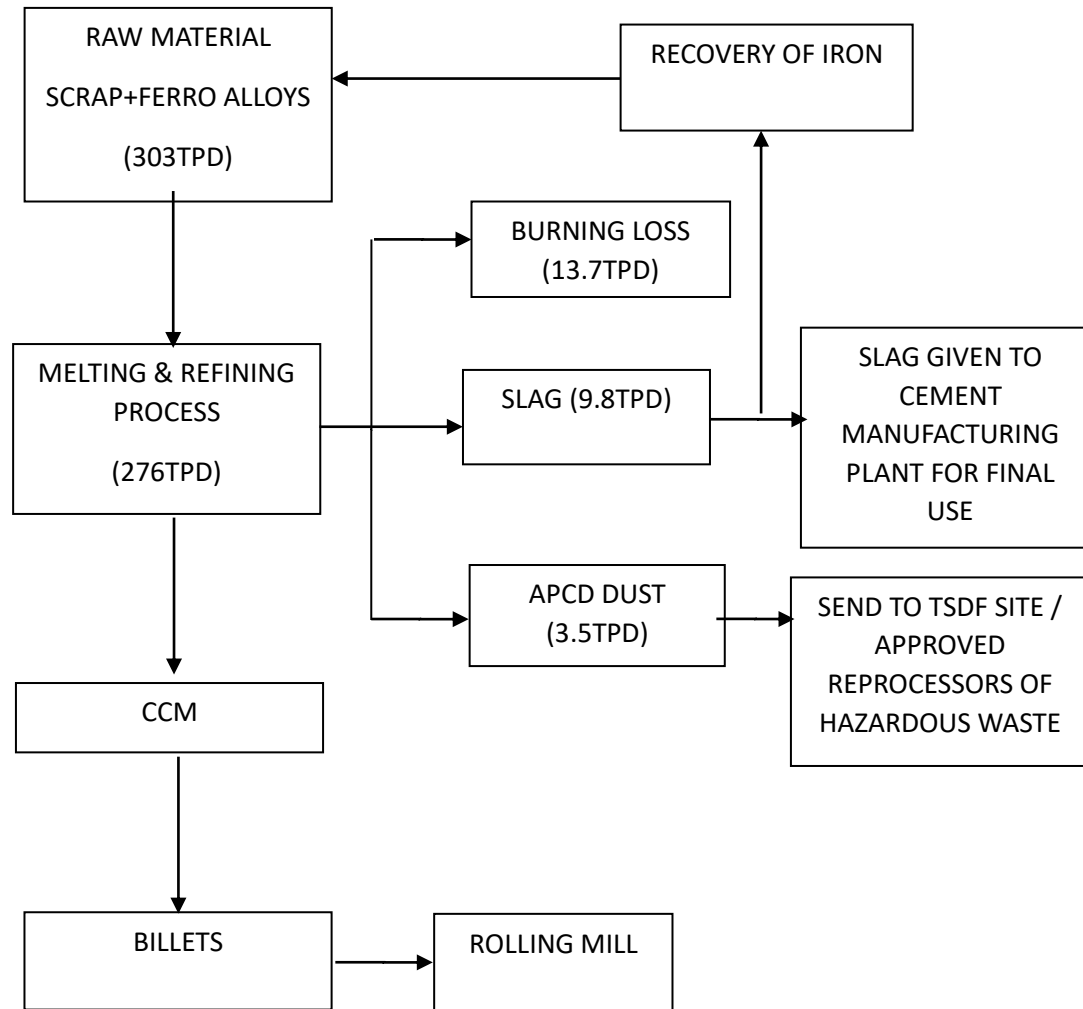 RAW MATERIAL
SCRAP+FERRO ALLOYS
(303TPD)
RECOVERY OF IRON
BURNING LOSS
(13.7TPD)
MELTING & REFINING
PROCESS
(276TPD)
SLAG (9.8TPD)
SLAG GIVEN TO
CEMENT
MANUFACTURING
PLANT FOR FINAL
USE
APCD DUST
(3.5TPD)
SEND TO TSDF SITE /
APPROVED
REPROCESSORS OF
HAZARDOUS WASTE
CCM
BILLETS
ROLLING MILL